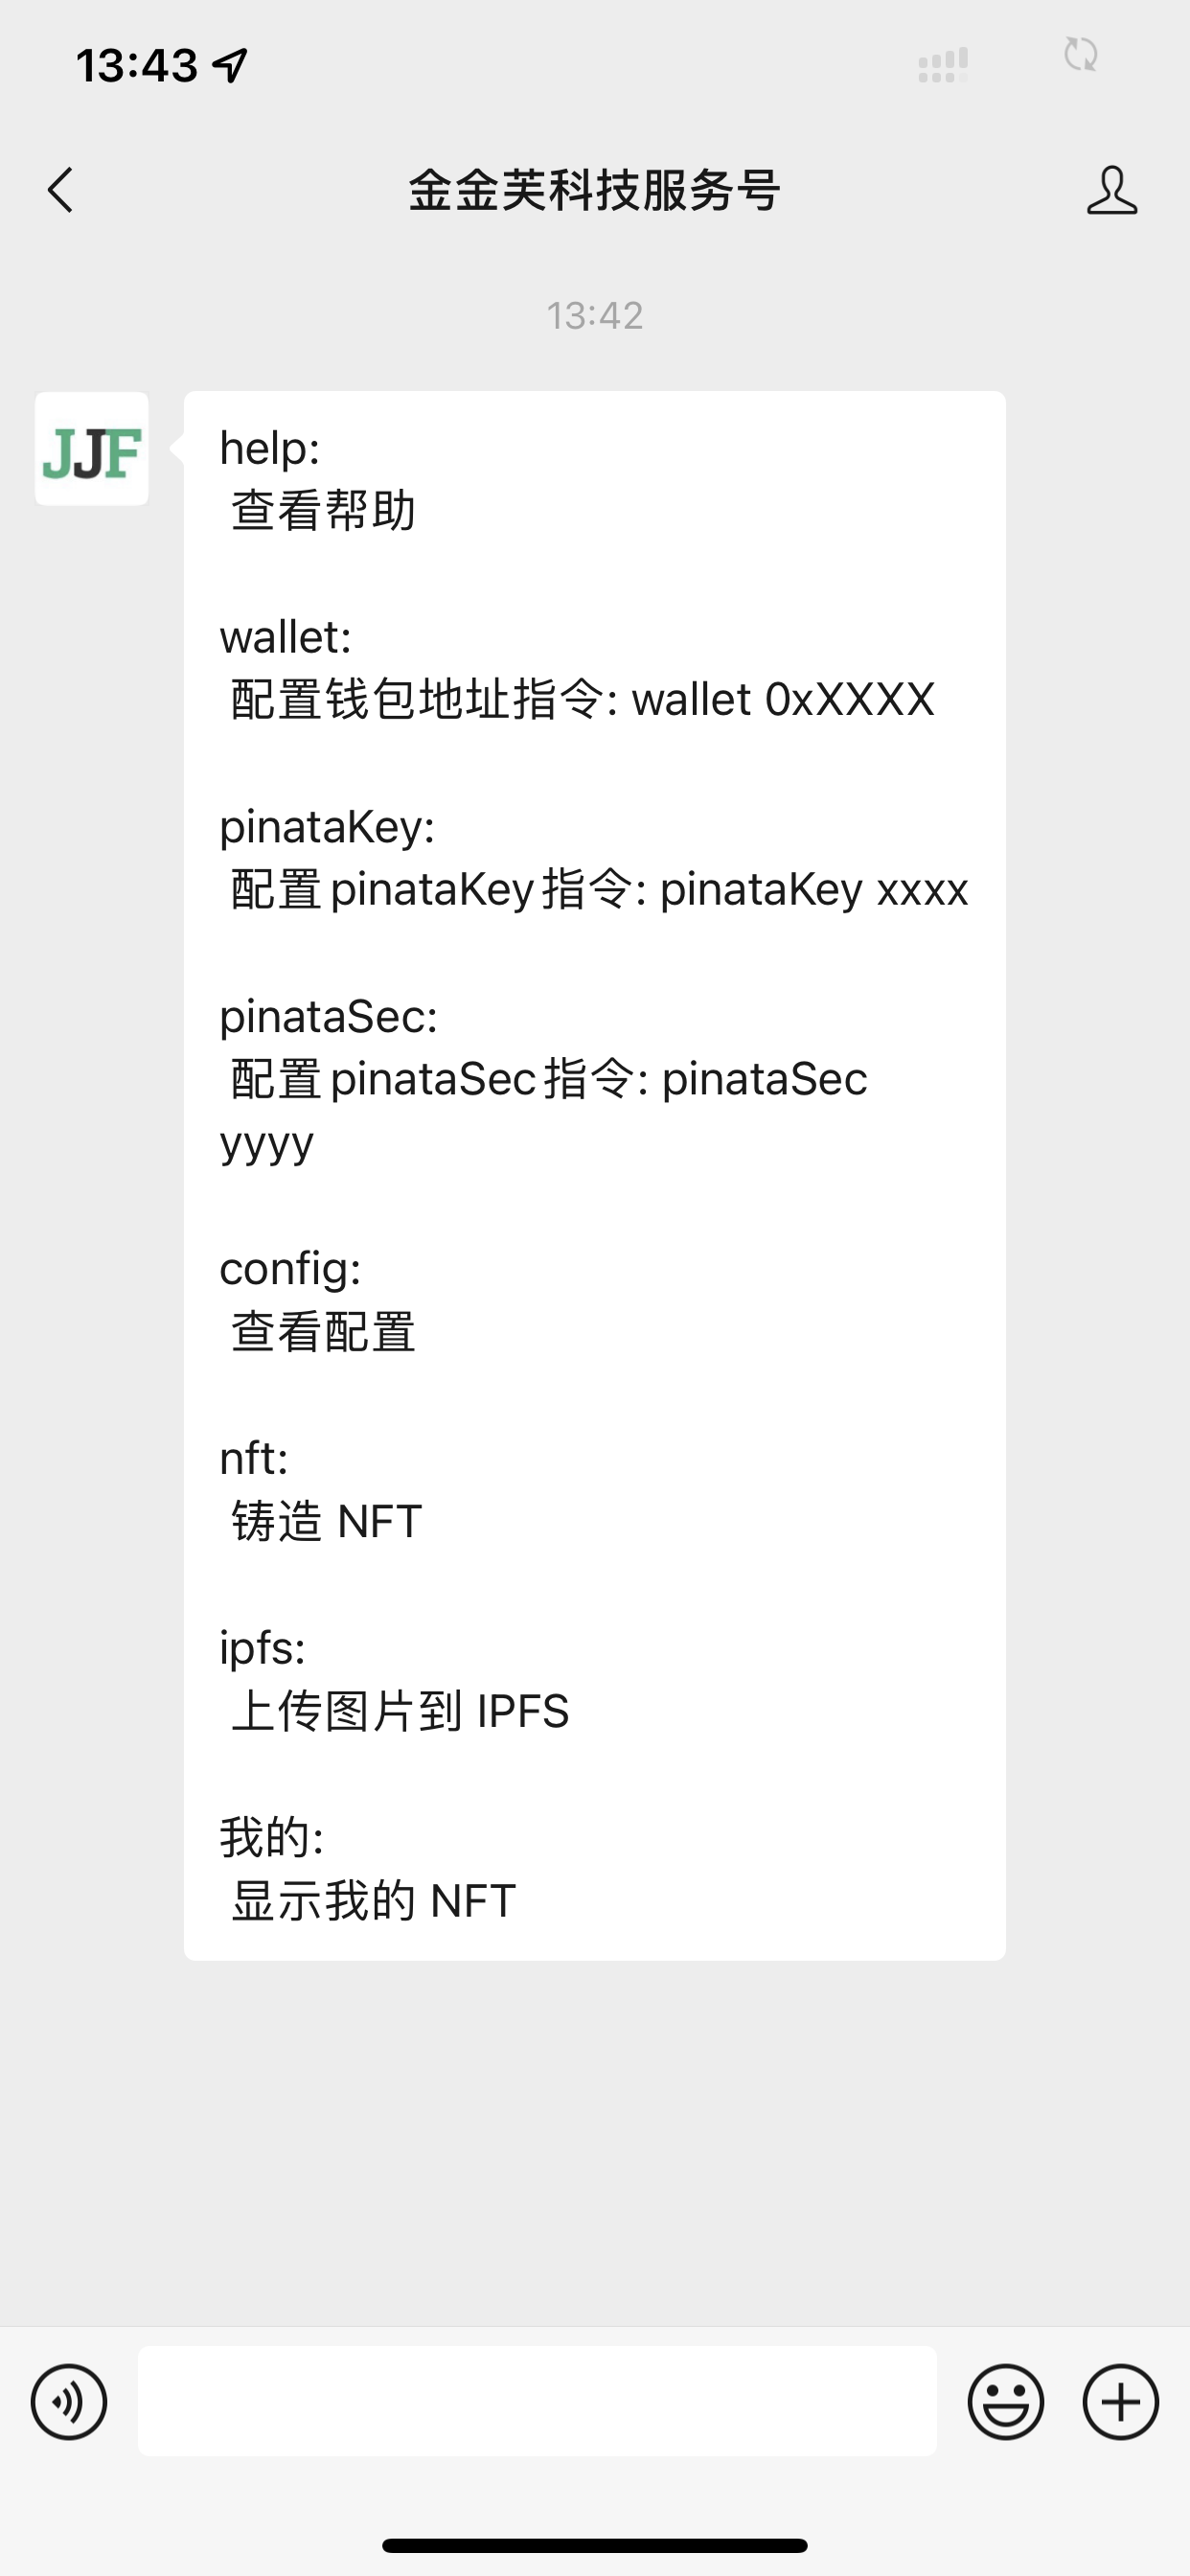 13:43
金金芙科技服务号
13:42
JJF
help:
查看帮助
wallet:
配置钱包地址指令: wallet 0xXXXX
pinataKey:
配置 pinataKey 指令: pinataKey xxxx
pinataSec:
配置 pinataSec 指令: pinataSec
yyyy
config:
查看配置
nft:
铸造 NFT
ipfs:
上传图片到 IPFS
我的:
显示我的 NFT